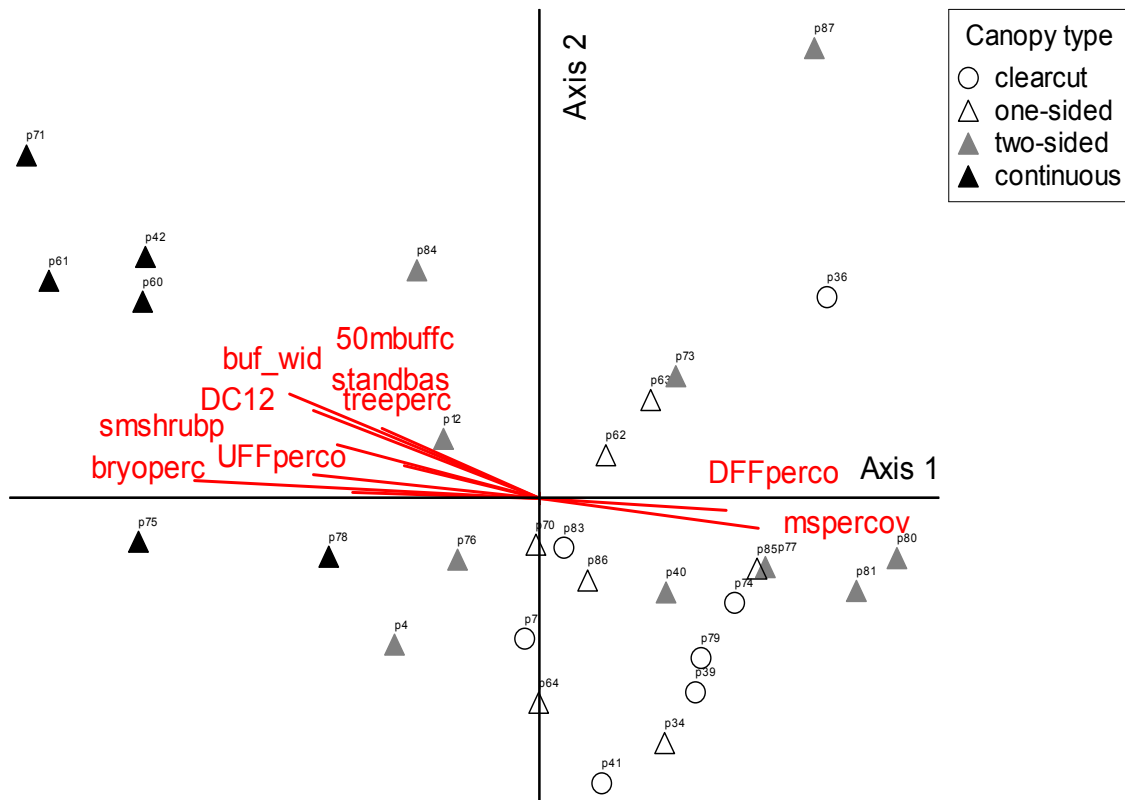 p87
Canopy type
clearcut
one-sided
two-sided
continuous
Axis 2
p71
p42
p61
p60
p84
p36
50mbuffc
buf_wid
standbas
p73
p63
DC12
treeperc
smshrubp
p12
p62
bryoperc
UFFperco
DFFperco
Axis 1
mspercov
p75
p78
p76
p70
p83
p86
p85
p77
p80
p81
p40
p74
p4
p7
p79
p39
p64
p34
p41